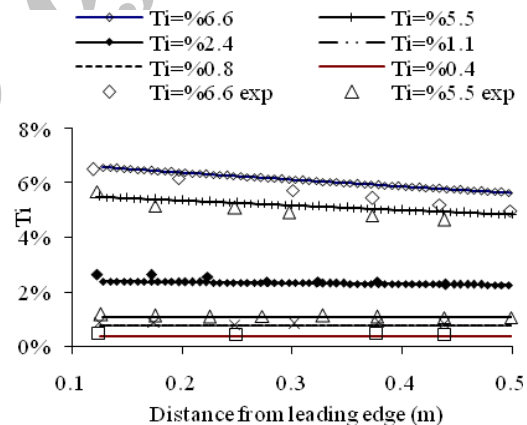 Ti=%6.6 Ti=%5.5
Ti=%2.4 Ti=%1.1
Ti=%0.8 Ti=%0.4
Ti=%6.6 exp Ti=%5.5 exp
8%
6%
Ti
4%
2%
0%
0.1 0.2 0.3 0.4 0.5
Distance from leading edge (m)